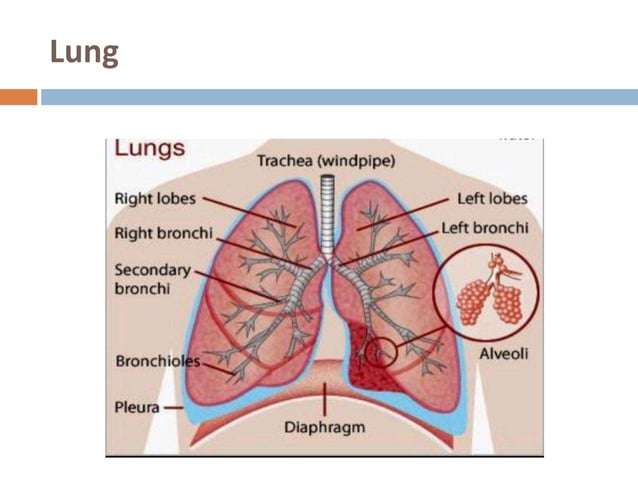 Lung
Lungs
Trachea (windpipe)
Right lobes
Left lobes
Right bronchi
Left bronchi
Secondary
bronchi
Bronchioles
Alveoli
Pleura
Diaphragm